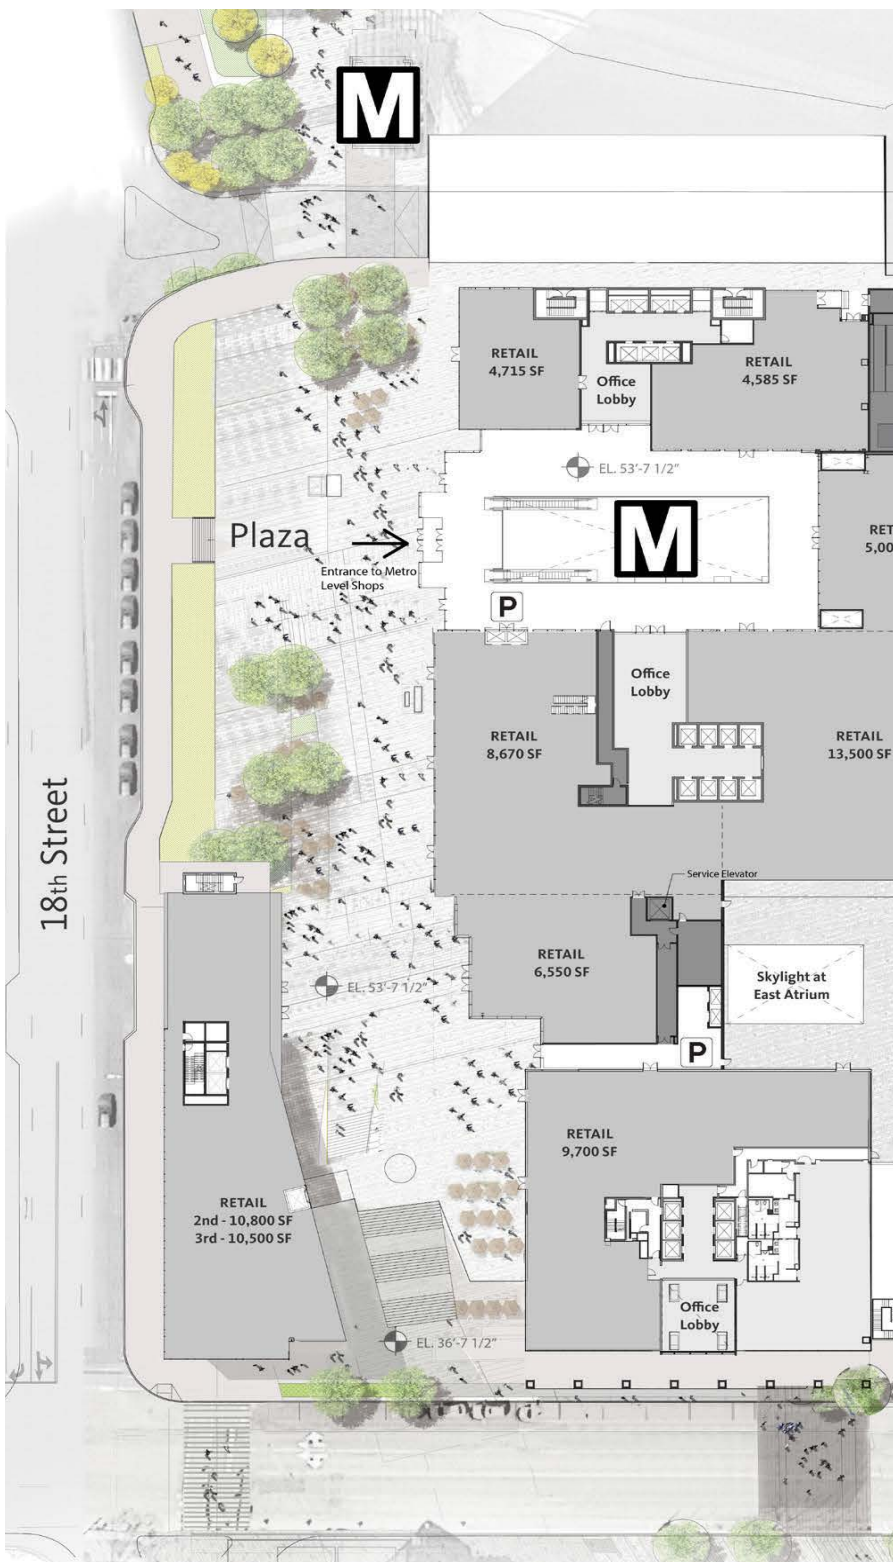 M
RETAIL
4,715 SF
Office
Lobby
RETAIL
4,585 SF
EL. 53'-7 1/2"
M
RET
5,00
Plaza
Entrance to Metro
Level Shops
P
Office
Lobby
RETAIL
8,670 SF
RETAIL
13,500 SF
18th Street
Service Elevator
RETAIL
6,550 SF
Skylight at
East Atrium
EL. 53'-7 1/2"
P
RETAIL
9,700 SF
RETAIL
2nd - 10,800 SF
3rd - 10,500 SF
Office
Lobby
EL. 36'-7 1/2"